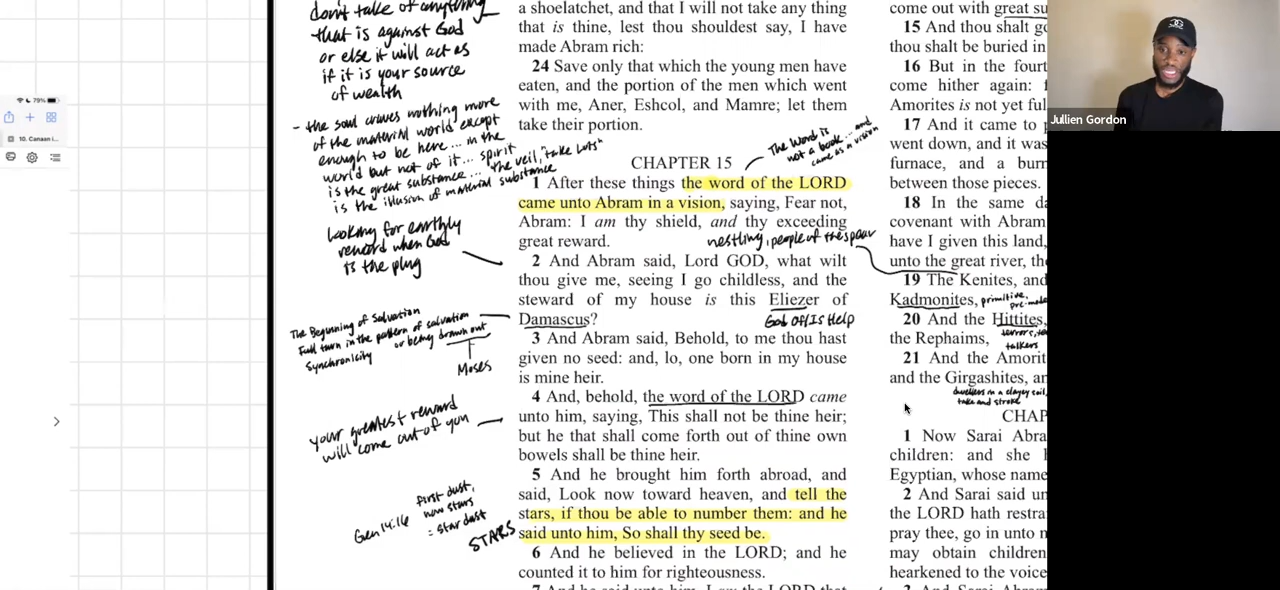 don't take of anything
that is against God
or else it will act as
if it is your source
of wealth
- the soul craves nothing more
of the material world except
enough to be here... in the
world but not of it... spirit
is the great substance... the veil, "take Lot's"
is the illusion of material substance
looking for earthly
reward when God
is the plug
The Beginning of Salvation
Full turn in the pattern of salvation
Synchronicity or being drawn out
Moses
your greatest reward
will come out of you
first dust,
now stars
= star dust
Gen 14:16
STARS
79%
10. Canaan i...
a shoelatchet, and that I will not take any thing
that is thine, lest thou shouldest say, I have
made Abram rich:
24 Save only that which the young men have
eaten, and the portion of the men which went
with me, Aner, Eshcol, and Mamre; let them
take their portion.
The Word is
not a book... and
came as a vision
CHAPTER 15
1 After these things the word of the LORD
came unto Abram in a vision, saying, Fear not,
Abram: I am thy shield, and thy exceeding
great reward.
nestling, people of the spear
2 And Abram said, Lord GOD, what wilt
thou give me, seeing I go childless, and the
steward of my house is this Eliezer of
Damascus?
God Of/Is Help
3 And Abram said, Behold, to me thou hast
given no seed: and, lo, one born in my house
is mine heir.
4 And, behold, the word of the LORD came
unto him, saying, This shall not be thine heir;
but he that shall come forth out of thine own
bowels shall be thine heir.
5 And he brought him forth abroad, and
said, Look now toward heaven, and tell the
stars, if thou be able to number them: and he
said unto him, So shall thy seed be.
6 And he believed in the LORD; and he
counted it to him for righteousness.
come out with great su
15 And thou shalt go
thou shalt be buried in
16 But in the fourt
come hither again: f
Amorites is not yet ful
17 And it came to p
went down, and it was
furnace, and a burn
between those pieces.
18 In the same da
covenant with Abram
have I given this land,
unto the great river, the
19 The Kenites, and
Kadmonites, primitive,
20 And the Hittites,
terrors,
the Rephaims, talkers
21 And the Amorit
and the Girgashites, an
dwellers in a clayey soil,
CHAP
1 Now Sarai Abra
children: and she h
Egyptian, whose name
2 And Sarai said un
the LORD hath restra
pray thee, go in unto m
may obtain children
hearkened to the voice
Jullien Gordon